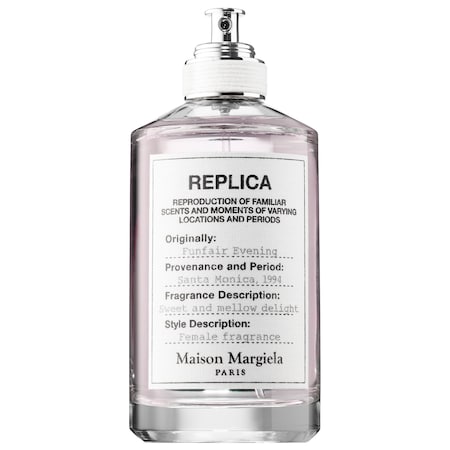 REPLICA
REPRODUCTION OF FAMILIAR
SCENTS AND MOMENTS OF VARYING
LOCATIONS AND PERIODS
Originally:
Funfair Evening
Provenance and Period:
Santa Monica, 1994
Fragrance Description:
Sweet and mellow delight
Style Description:
Female fragrance
Maison Margiela
PARIS